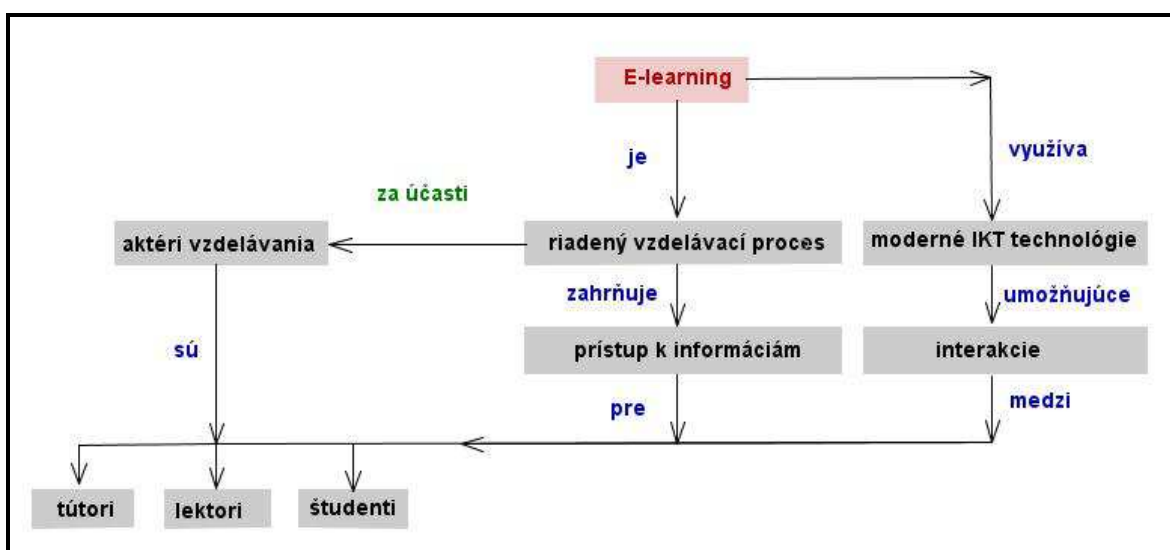 E-learning
je
využíva
za účasti
aktéri vzdelávania
riadený vzdelávací proces
moderné IKT technológie
zahrňuje
umožňujúce
sú
prístup k informáciám
interakcie
pre
medzi
tútori
lektori
študenti